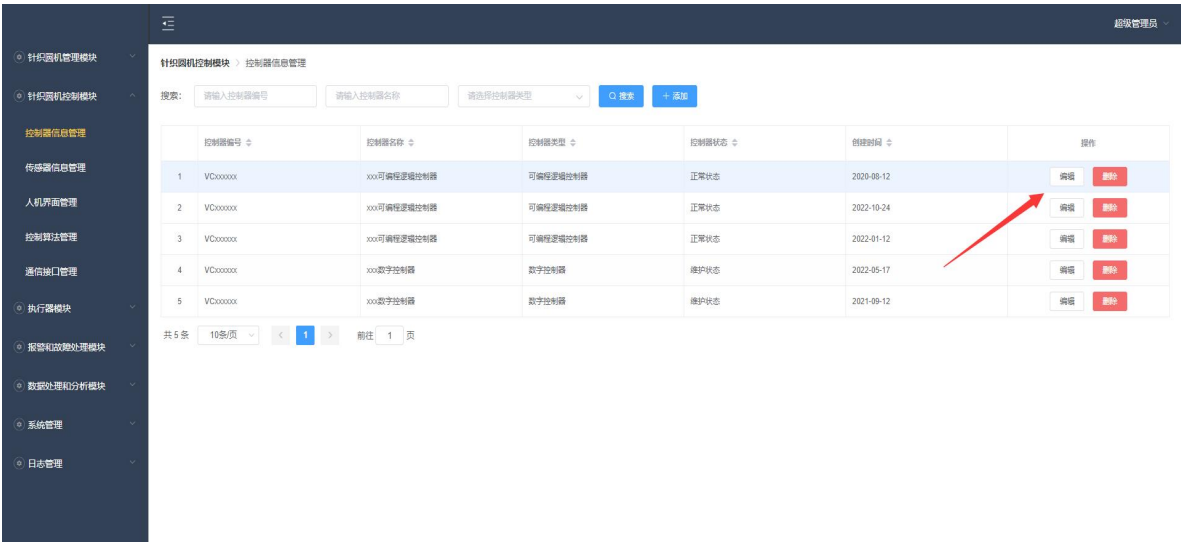 超级管理员
针织圆机管理模块
针织圆机控制模块
控制器信息管理
传感器信息管理
人机界面管理
控制算法管理
通信接口管理
执行器模块
报警和故障处理模块
数据处理和分析模块
系统管理
日志管理
针织圆机控制模块 控制器信息管理
搜索: 请输入控制器编号 请输入控制器名称 请选择控制器类型 搜索 + 添加
控制器编号 控制器名称 控制器类型 控制器状态 创建时间 操作
1 VCxxxxxx xxx可编程逻辑控制器 可编程逻辑控制器 正常状态 2020-08-12 编辑 删除
2 VCxxxxxx xxx可编程逻辑控制器 可编程逻辑控制器 正常状态 2022-10-24 编辑 删除
3 VCxxxxxx xxx可编程逻辑控制器 可编程逻辑控制器 正常状态 2022-01-12 编辑 删除
4 VCxxxxxx xxx数字控制器 数字控制器 维护状态 2022-05-17 编辑 删除
5 VCxxxxxx xxx数字控制器 数字控制器 维护状态 2021-09-12 编辑 删除
共 5 条 10条/页 < 1 > 前往 1 页